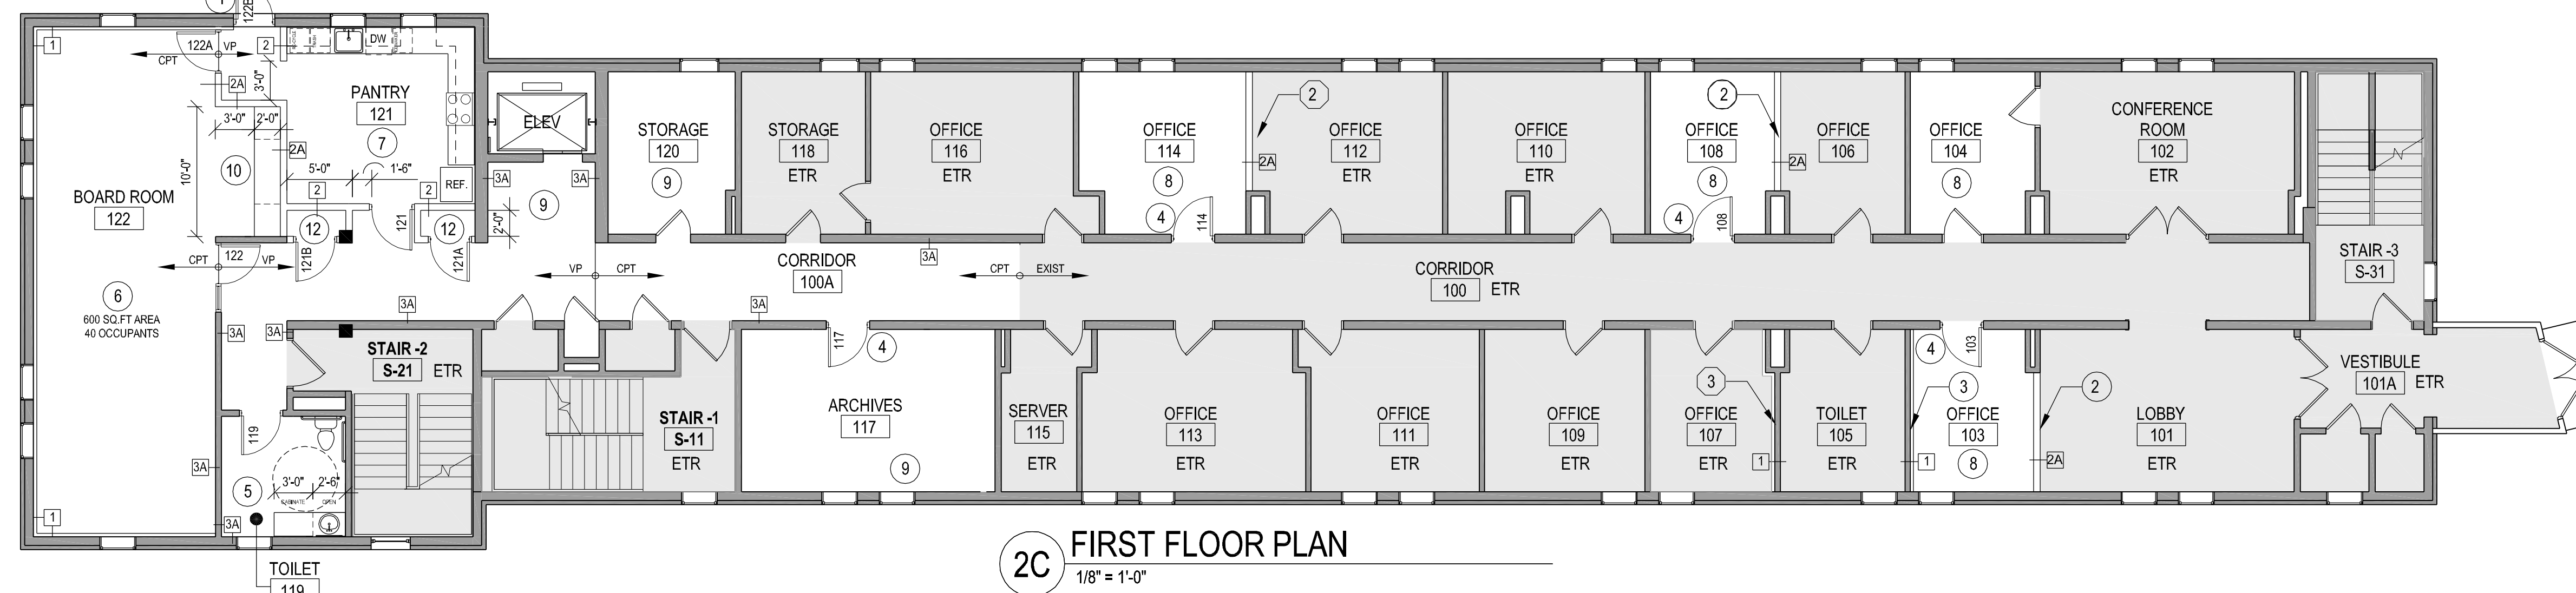 1
122B
1
122A
VP
CPT
2
DW
2A
3'-0"
PANTRY
121
7
3'-0"
2'-0"
2A
10
10'-0"
5'-0"
1'-6"
REF.
2
2
12
12
121
2'-0"
BOARD ROOM
122
CPT
122
VP
121B
121A
6
600 SQ.FT AREA
40 OCCUPANTS
3A
3A
3A
STAIR -2
S-21
ETR
3A
119
5
3'-0"
2'-6"
OPEN
3A
1
TOILET
119
ELEV
3A
3A
9
VP
CPT
STORAGE
120
9
STORAGE
118
ETR
OFFICE
116
ETR
OFFICE
114
8
4
114
2
2A
OFFICE
112
ETR
OFFICE
110
ETR
OFFICE
108
8
4
108
2
2A
OFFICE
106
ETR
OFFICE
104
8
CONFERENCE
ROOM
102
ETR
CORRIDOR
100A
3A
CPT
EXIST
CORRIDOR
100
ETR
STAIR -3
S-31
STAIR -1
S-11
ETR
3A
117
4
ARCHIVES
117
9
SERVER
115
ETR
OFFICE
113
ETR
OFFICE
111
ETR
OFFICE
109
ETR
3
OFFICE
107
ETR
1
TOILET
105
ETR
1
4
103
3
OFFICE
103
8
2
2A
LOBBY
101
ETR
VESTIBULE
101A
ETR
2C
FIRST FLOOR PLAN
1/8" = 1'-0"